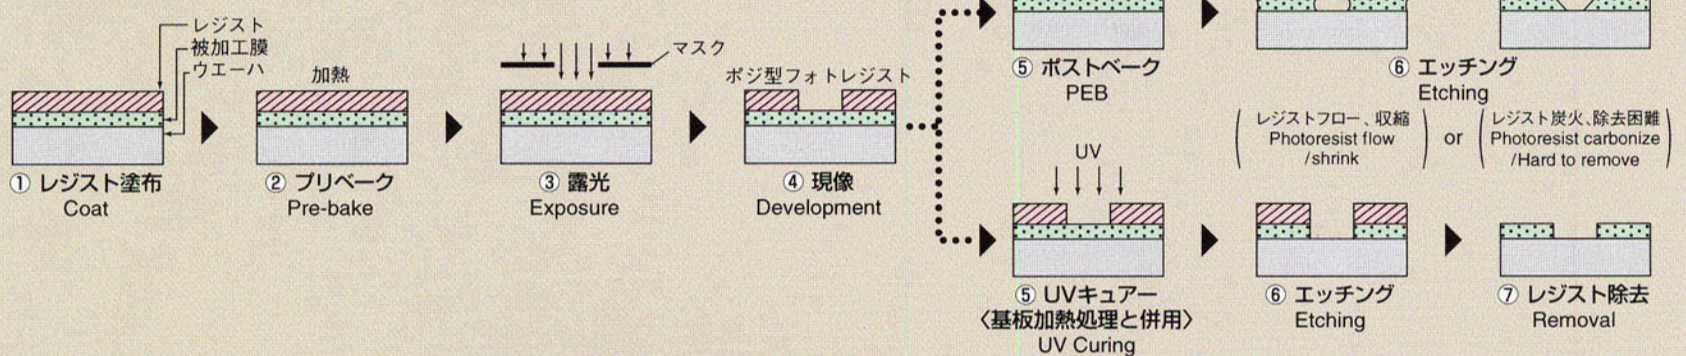 レジスト
被加工膜
ウエーハ
① レジスト塗布
Coat
加熱
② プリベーク
Pre-bake
マスク
③ 露光
Exposure
ポジ型フォトレジスト
④ 現像
Development
⑤ ポストベーク
PEB
⑥ エッチング
Etching
(レジストフロー、収縮
Photoresist flow
/shrink)
or
(レジスト炭火、除去困難
Photoresist carbonize
/Hard to remove)
UV
⑤ UVキュアー
〈基板加熱処理と併用〉
UV Curing
⑥ エッチング
Etching
⑦ レジスト除去
Removal